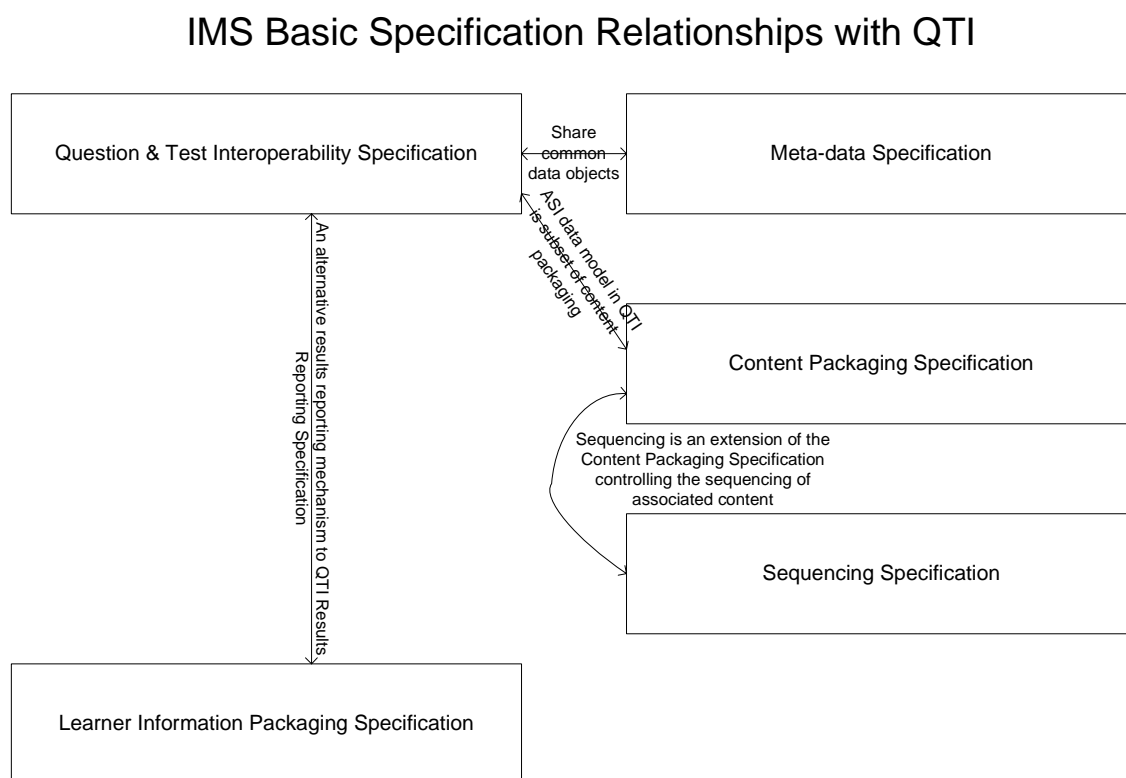 IMS Basic Specification Relationships with QTI
Question & Test Interoperability Specification
Share
common
data objects
Meta-data Specification
ASI data model in QTI
is subset of content
packaging
Content Packaging Specification
An alternative results reporting mechanism to QTI Results
Reporting Specification
Sequencing is an extension of the
Content Packaging Specification
controlling the sequencing of
associated content
Sequencing Specification
Learner Information Packaging Specification